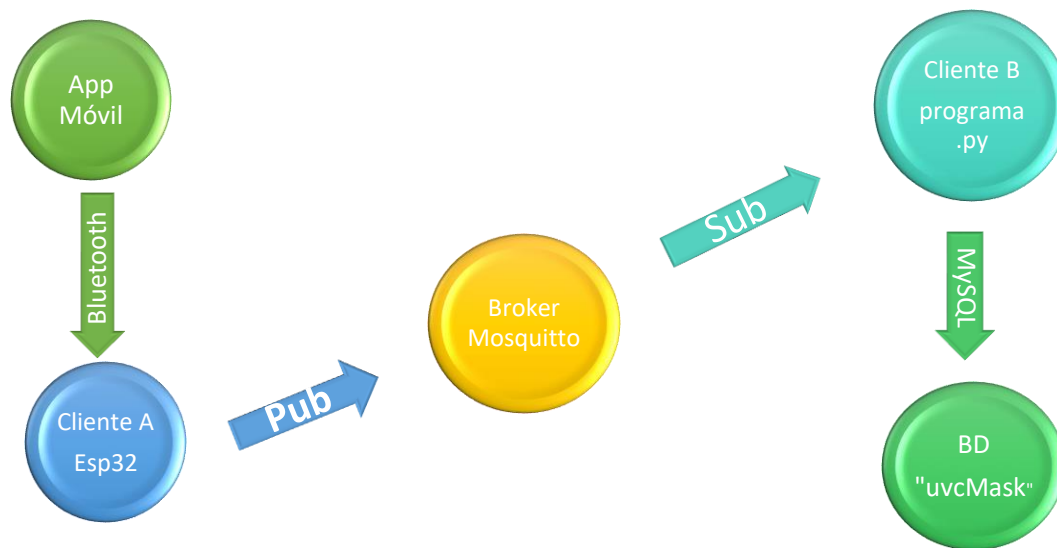 App
Móvil
Bluetooth
Cliente A
Esp32
Pub
Broker
Mosquitto
Sub
Cliente B
programa
.py
MySQL
BD
"uvcMask"